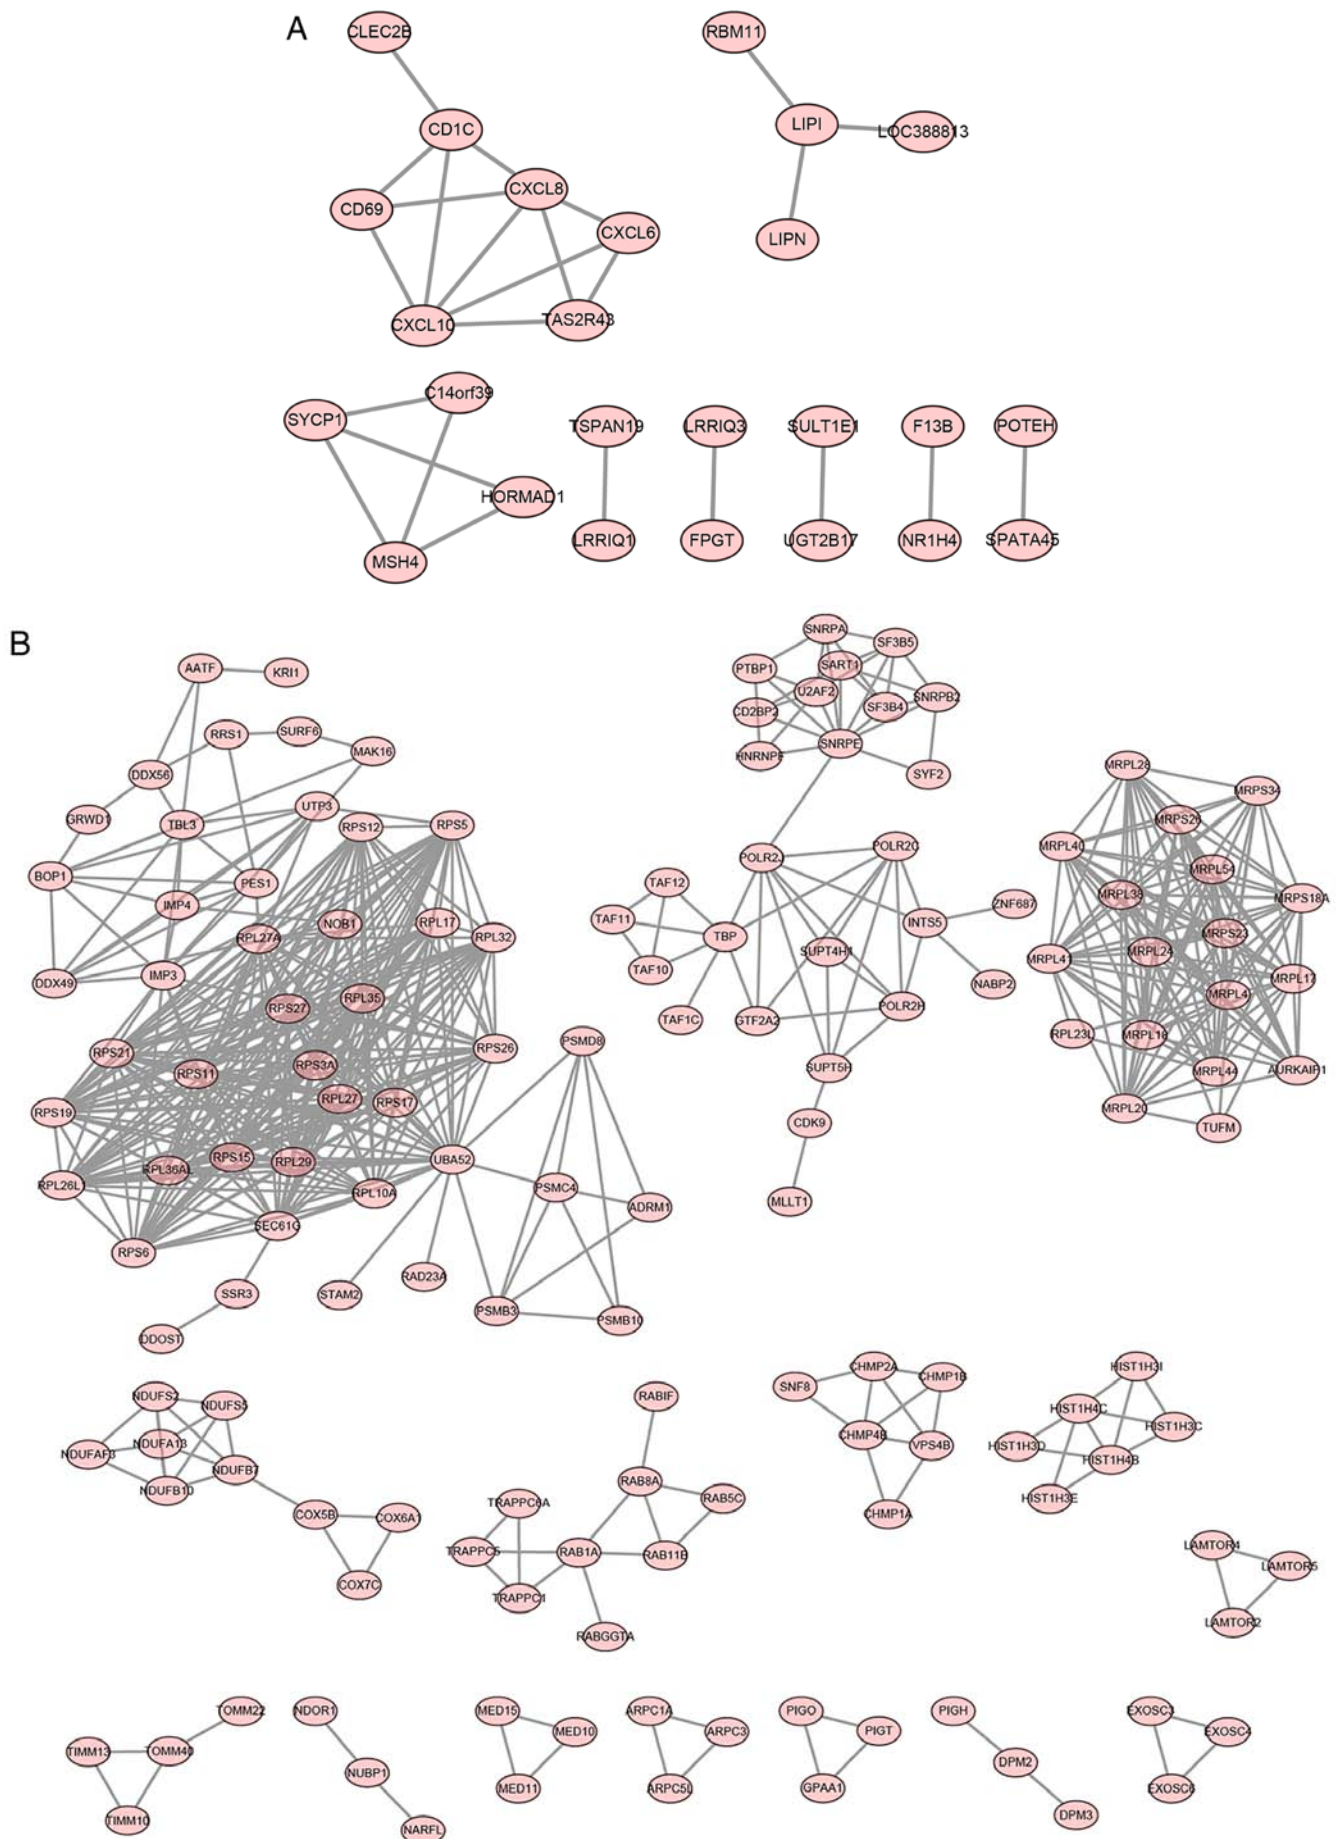 A
CLEC2B
RBM11
CD1C
LIPI
LOC388813
CXCL8
CD69
CXCL6
LIPN
CXCL10
TAS2R43
C14orf39
SYCP1
TSPAN19
LRRIQ3
SULT1E1
F13B
POTEH
HORMAD1
LRRIQ1
FPGT
UGT2B17
NR1H4
SPATA45
MSH4
B
SNRPA
SF3B5
AATF
KRI1
PTBP1
SART1
U2AF2
SNRPB2
CD2BP2
SF3B4
RRS1
SURF6
MAK16
SNRPE
HNRNPF
SYF2
DDX56
MRPL28
MRPS34
GRWD1
TBL3
UTP3
RPS12
RPS5
MRPS26
POLR2J
POLR2C
MRPL40
MRPL54
BOP1
PES1
TAF12
MRPL38
MRPS18A
IMP4
NOB1
RPL17
TAF11
INTS5
ZNF687
RPL27A
RPL32
TBP
MRPS23
SUPT4H1
MRPL24
MRPL41
DDX49
IMP3
TAF10
NABP2
MRPL17
RPS27
RPL35
TAF1C
GTF2A2
POLR2H
MRPL4
RPL23L
MRPL18
RPS21
RPS26
PSMD8
RPS11
RPS3A
SUPT5H
MRPL44
AURKAIP1
RPL27
RPS17
RPS19
MRPL20
CDK9
TUFM
RPL36AL
RPS15
RPL29
UBA52
RPL26L1
RPL10A
PSMC4
ADRM1
MLLT1
SEC61G
RPS6
RAD23A
SSR3
STAM2
PSMB3
PSMB10
DDOST
CHMP2A
HIST1H3I
SNF8
CHMP1B
NDUFS2
NDUFS5
RABIF
HIST1H4C
HIST1H3C
NDUFAF3
NDUFA13
CHMP4B
VPS4B
HIST1H3D
HIST1H4B
NDUFB7
NDUFB10
RAB8A
HIST1H3E
TRAPPC6A
RAB5C
COX5B
COX6A1
CHMP1A
TRAPPC5
RAB1A
RAB11B
LAMTOR4
LAMTOR5
COX7C
TRAPPC1
LAMTOR2
RABGGTA
TOMM22
NDOR1
MED15
ARPC1A
PIGO
PIGH
EXOSC3
TIMM13
TOMM40
MED10
ARPC3
PIGT
EXOSC4
NUBP1
DPM2
MED11
ARPC5L
GPAA1
EXOSC6
TIMM10
NARFL
DPM3